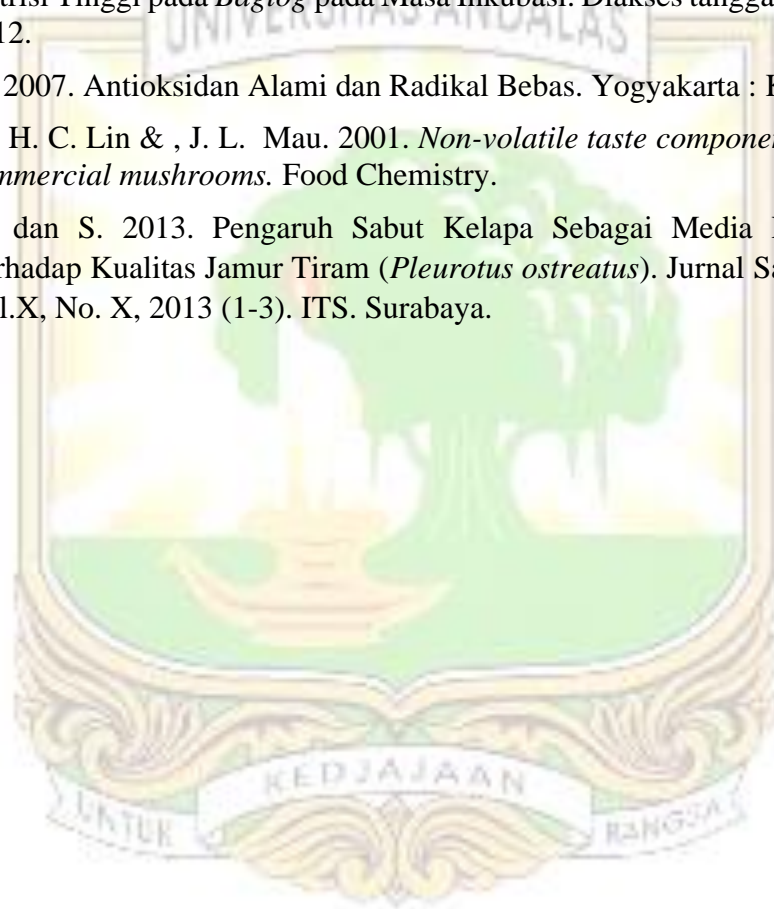 trisi Tinggi pada Baglog pada Masa Inkubasi. Diakses tangga
12.
2007. Antioksidan Alami dan Radikal Bebas. Yogyakarta : K
H. C. Lin & , J. L. Mau. 2001. Non-volatile taste compone
mmercial mushrooms. Food Chemistry.
dan S. 2013. Pengaruh Sabut Kelapa Sebagai Media
rhadap Kualitas Jamur Tiram (Pleurotus ostreatus). Jurnal Sa
l.X, No. X, 2013 (1-3). ITS. Surabaya.
UNIVERSITAS ANDALAS
UNTUK KEDJAJAAN BANGSA